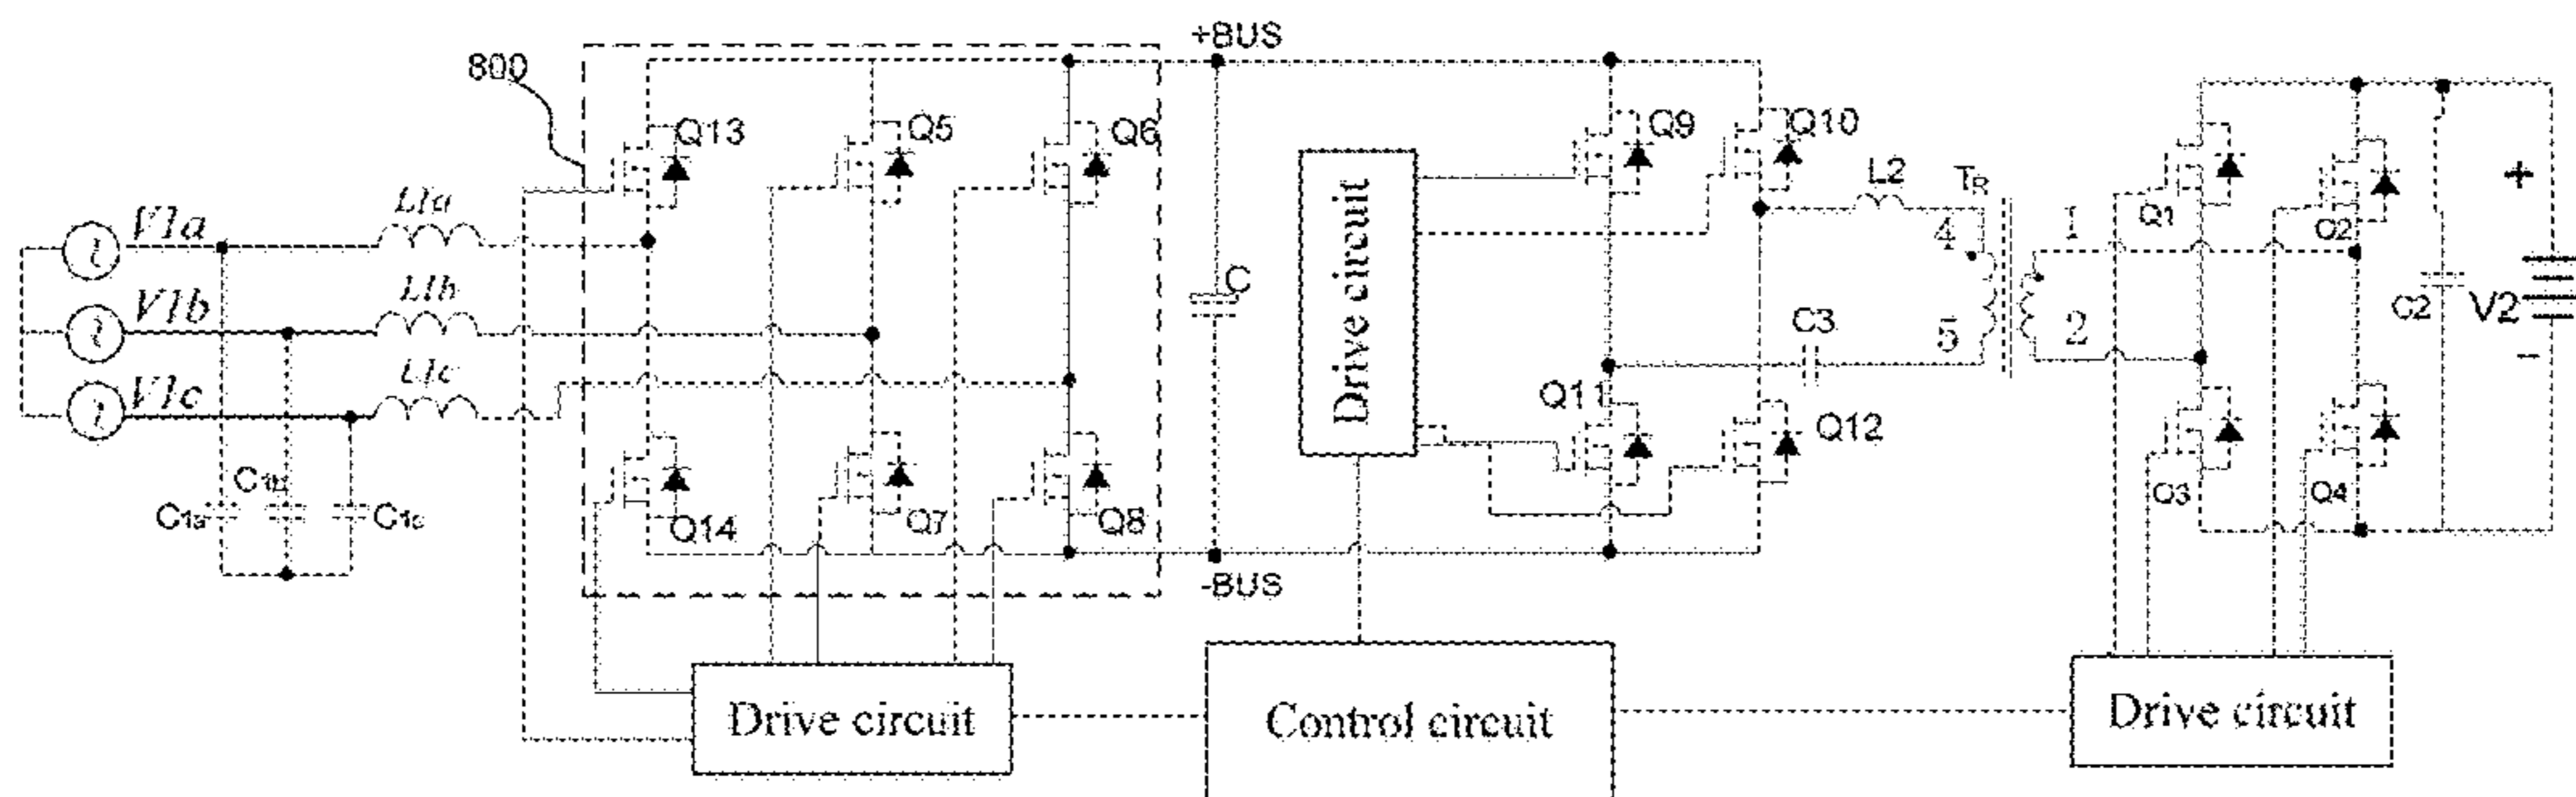 +BUS
800
Q13
Q5
Q6
Q9
Q10
L2
TR
Q1
Q2
+
V1a
L1a
4
1
V1b
L1b
C
Drive circuit
C3
5
2
C2
V2
V1c
L1c
Q11
Q12
−
C1b
C1a
C1c
Q14
Q7
Q8
Q3
Q4
-BUS
Drive circuit
Control circuit
Drive circuit